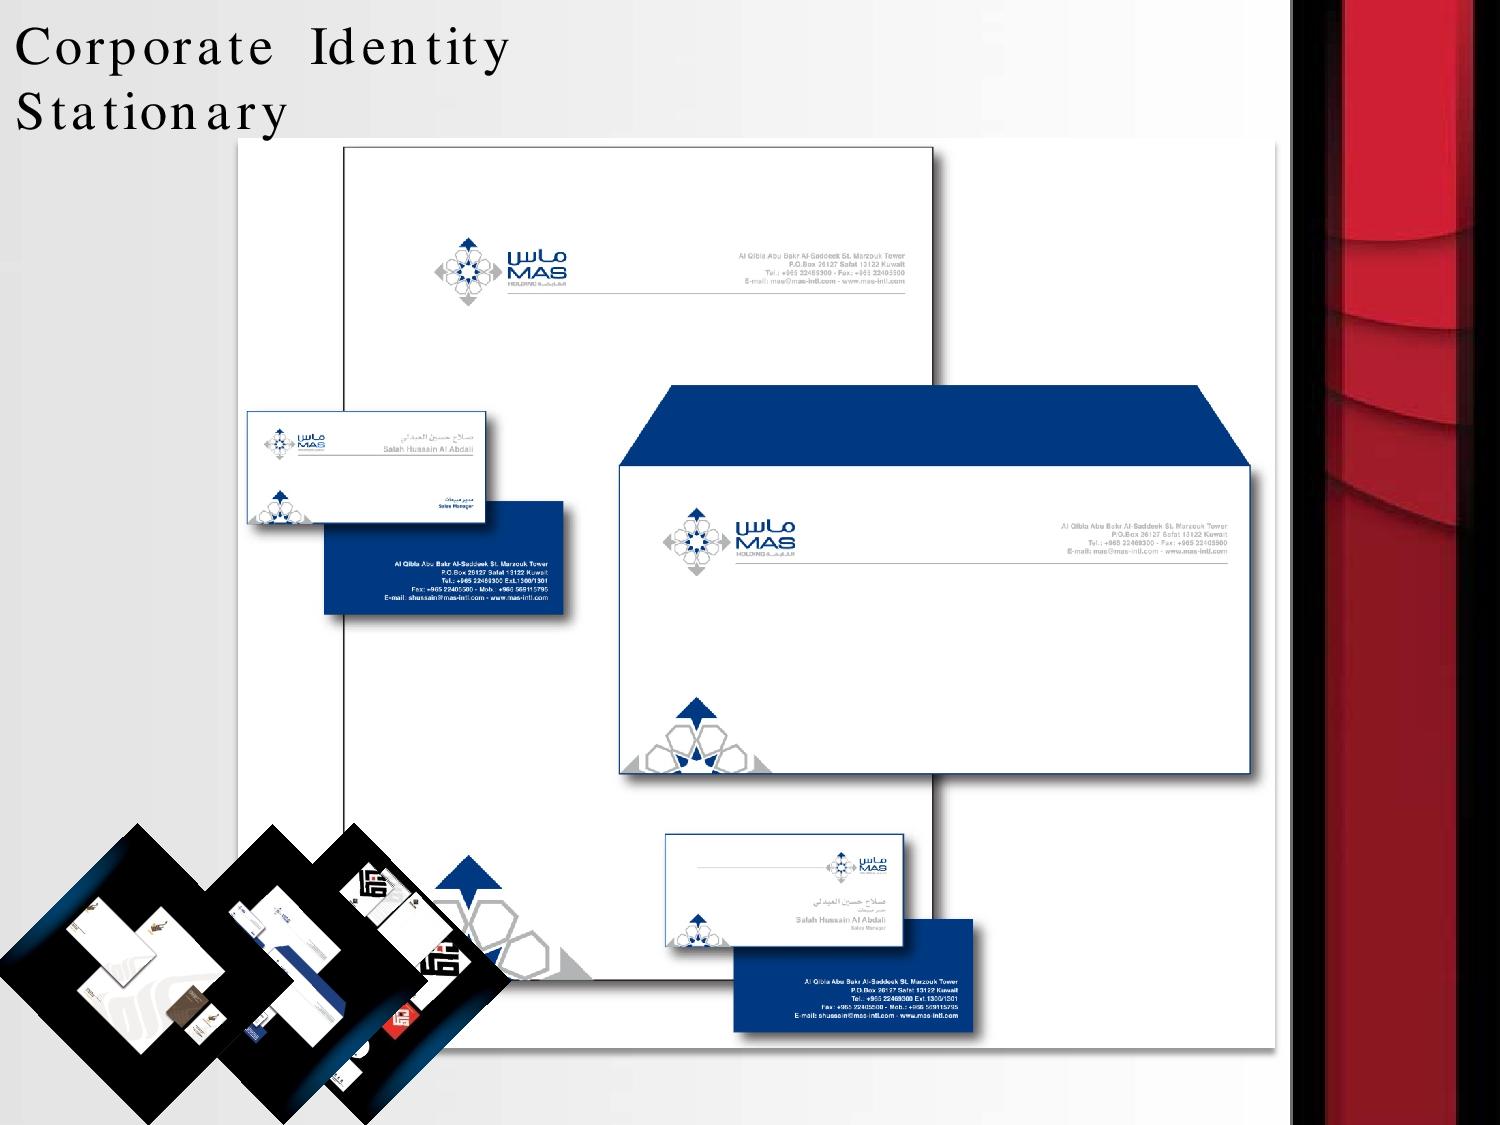 Corporate Identity
Stationary
ماس
MAS
HOLDING القابضة
Al Qibla Abu Bakr Al-Saddeek St. Marzouk Tower
P.O.Box 26127 Safat 13122 Kuwait
Tel.: +965 22469300 - Fax: +965 22405500
E-mail: mas@mas-intl.com - www.mas-intl.com
ماس
MAS
صلاح حسين العبدلي
Salah Hussain Al Abdali
مدير مبيعات
Sales Manager
Al Qibla Abu Bakr Al-Saddeek St. Marzouk Tower
P.O.Box 26127 Safat 13122 Kuwait
Tel.: +965 22469300 Ext.1300/1301
Fax: +965 22405500 - Mob.: +966 569115795
E-mail: shussain@mas-intl.com - www.mas-intl.com
ماس
MAS
HOLDING القابضة
Al Qibla Abu Bakr Al-Saddeek St. Marzouk Tower
P.O.Box 26127 Safat 13122 Kuwait
Tel.: +965 22469300 - Fax: +965 22405500
E-mail: mas@mas-intl.com - www.mas-intl.com
ماس
MAS
صلاح حسين العبدلي
مدير مبيعات
Salah Hussain Al Abdali
Sales Manager
Al Qibla Abu Bakr Al-Saddeek St. Marzouk Tower
P.O.Box 26127 Safat 13122 Kuwait
Tel.: +965 22469300 Ext.1300/1301
Fax: +965 22405500 - Mob.: +966 569115795
E-mail: shussain@mas-intl.com - www.mas-intl.com